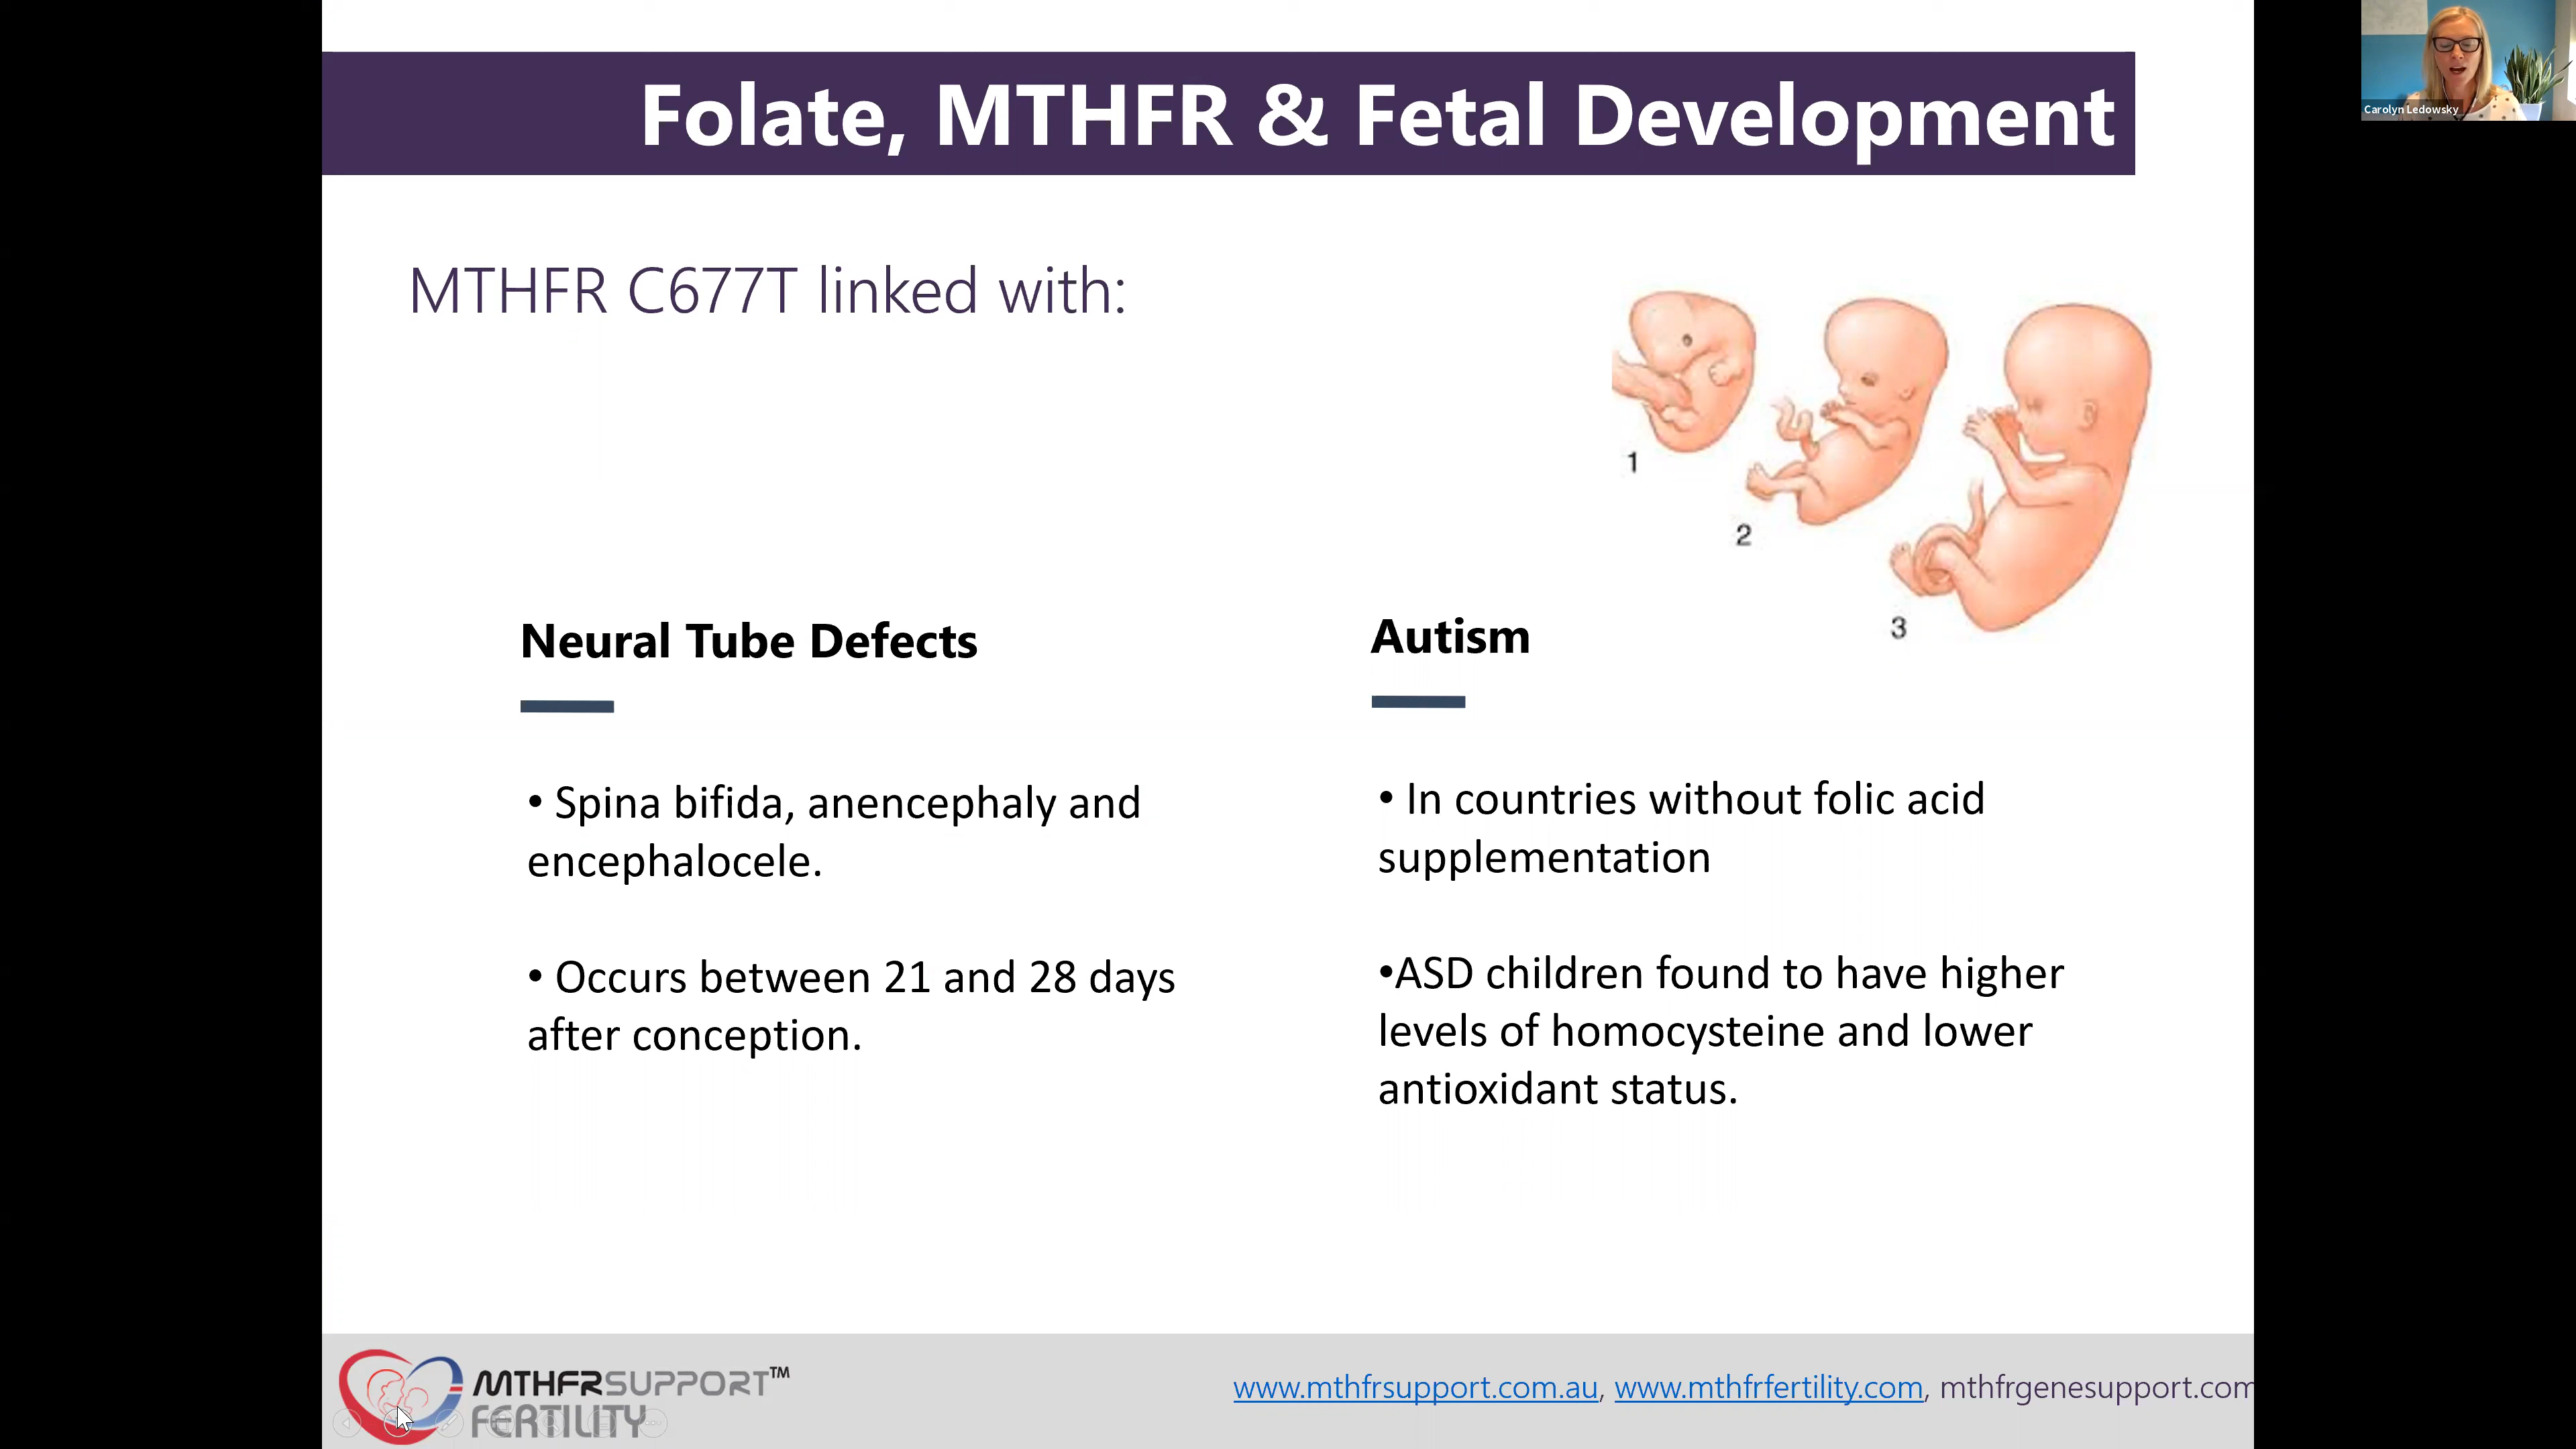 Folate, MTHFR & Fetal Development
Carolyn Ledowsky
MTHFR C677T linked with:
1
2
3
Neural Tube Defects
• Spina bifida, anencephaly and
encephalocele.
• Occurs between 21 and 28 days
after conception.
Autism
• In countries without folic acid
supplementation
•ASD children found to have higher
levels of homocysteine and lower
antioxidant status.
MTHFRSUPPORT™
FERTILITY
www.mthfrsupport.com.au, www.mthfrfertility.com, mthfrgenesupport.com